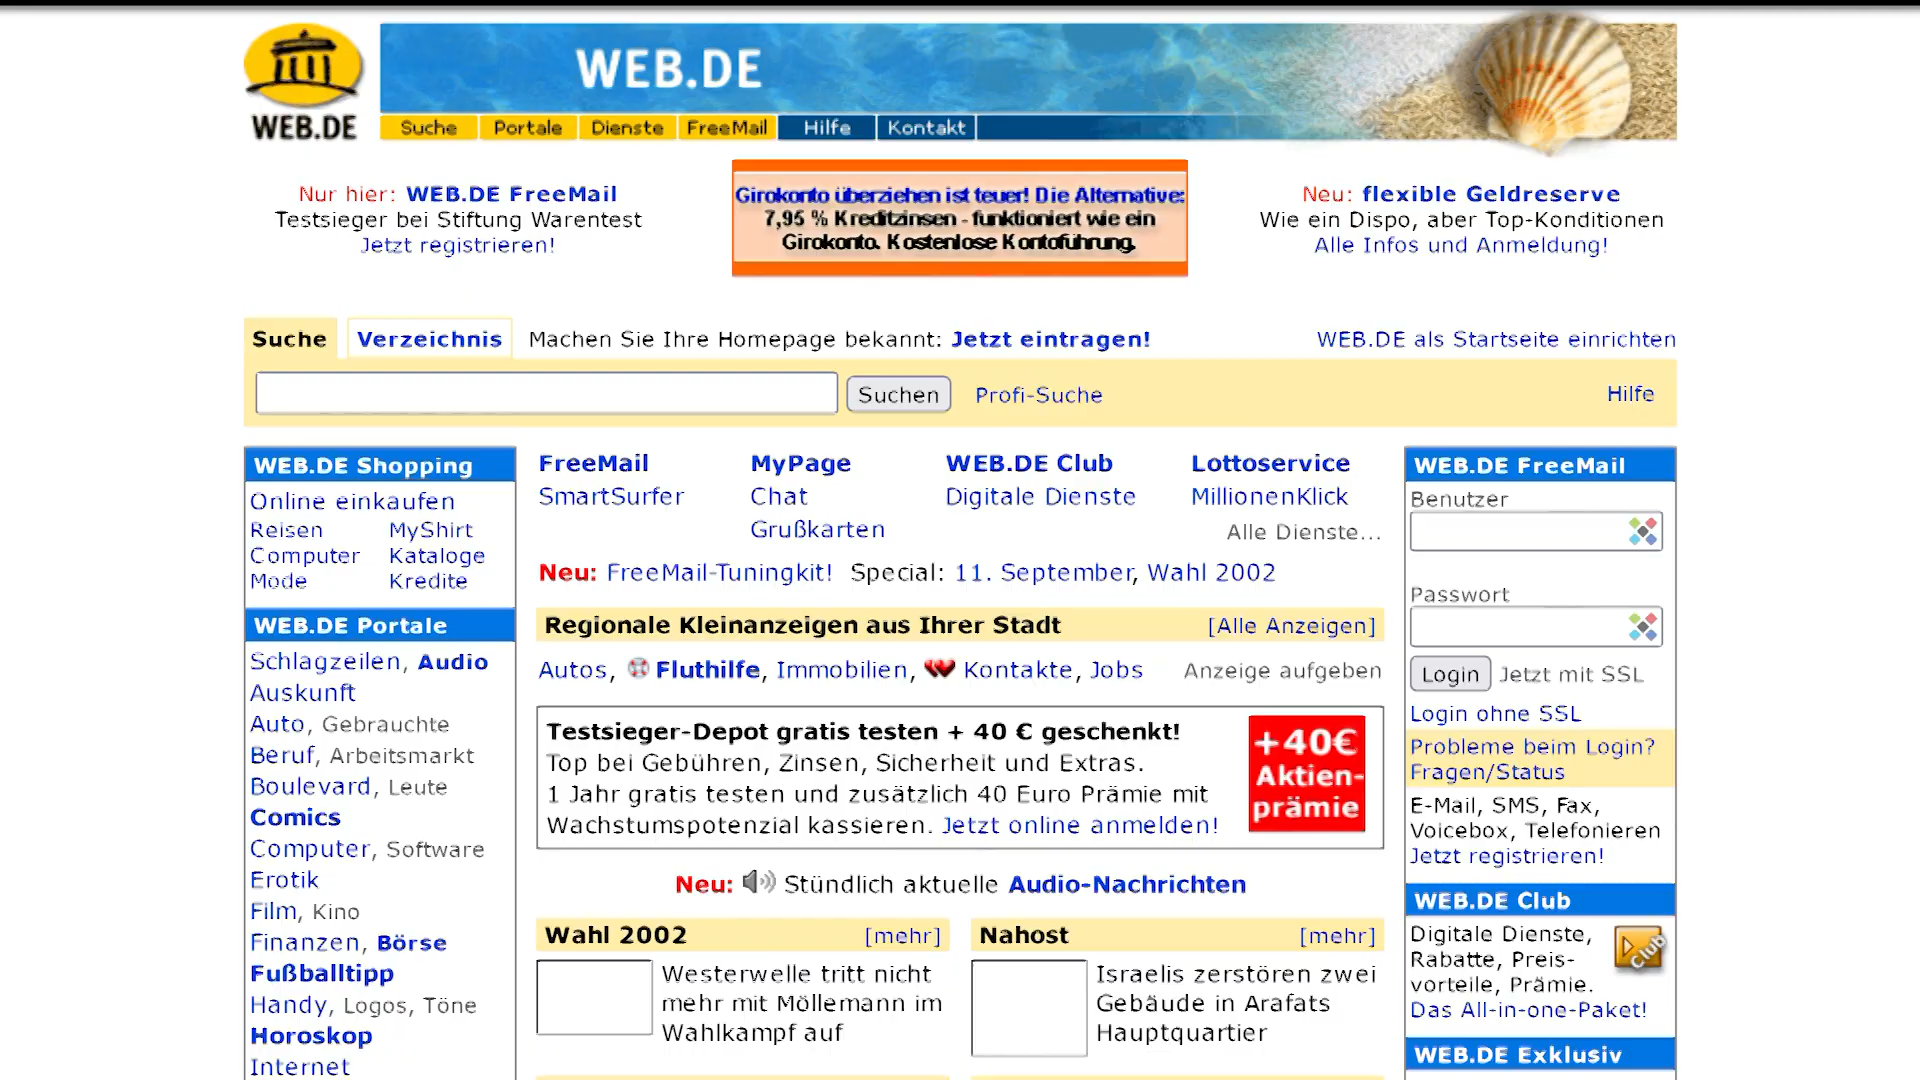 WEB.DE
WEB.DE
Suche Portale Dienste FreeMail Hilfe Kontakt
Nur hier: WEB.DE FreeMail
Testsieger bei Stiftung Warentest
Jetzt registrieren!
Girokonto überziehen ist teuer! Die Alternative:
7,95 % Kreditzinsen - funktioniert wie ein
Girokonto. Kostenlose Kontoführung.
Neu: flexible Geldreserve
Wie ein Dispo, aber Top-Konditionen
Alle Infos und Anmeldung!
Suche Verzeichnis Machen Sie Ihre Homepage bekannt: Jetzt eintragen! WEB.DE als Startseite einrichten
Suchen Profi-Suche Hilfe
WEB.DE Shopping
Online einkaufen
Reisen MyShirt
Computer Kataloge
Mode Kredite
WEB.DE Portale
Schlagzeilen, Audio
Auskunft
Auto, Gebrauchte
Beruf, Arbeitsmarkt
Boulevard, Leute
Comics
Computer, Software
Erotik
Film, Kino
Finanzen, Börse
Fußballtipp
Handy, Logos, Töne
Horoskop
Internet
FreeMail MyPage WEB.DE Club Lottoservice
SmartSurfer Chat Digitale Dienste MillionenKlick
Grußkarten Alle Dienste...
Neu: FreeMail-Tuningkit! Special: 11. September, Wahl 2002
Regionale Kleinanzeigen aus Ihrer Stadt [Alle Anzeigen]
Autos, Fluthilfe, Immobilien, Kontakte, Jobs Anzeige aufgeben
Testsieger-Depot gratis testen + 40 € geschenkt!
Top bei Gebühren, Zinsen, Sicherheit und Extras.
1 Jahr gratis testen und zusätzlich 40 Euro Prämie mit
Wachstumspotenzial kassieren. Jetzt online anmelden!
+40€
Aktien-
prämie
Neu: Stündlich aktuelle Audio-Nachrichten
Wahl 2002 [mehr]
Westerwelle tritt nicht
mehr mit Möllemann im
Wahlkampf auf
Nahost [mehr]
Israelis zerstören zwei
Gebäude in Arafats
Hauptquartier
WEB.DE FreeMail
Benutzer
Passwort
Login Jetzt mit SSL
Login ohne SSL
Probleme beim Login?
Fragen/Status
E-Mail, SMS, Fax,
Voicebox, Telefonieren
Jetzt registrieren!
WEB.DE Club
Digitale Dienste,
Rabatte, Preis-
vorteile, Prämie.
Das All-in-one-Paket!
Club
WEB.DE Exklusiv